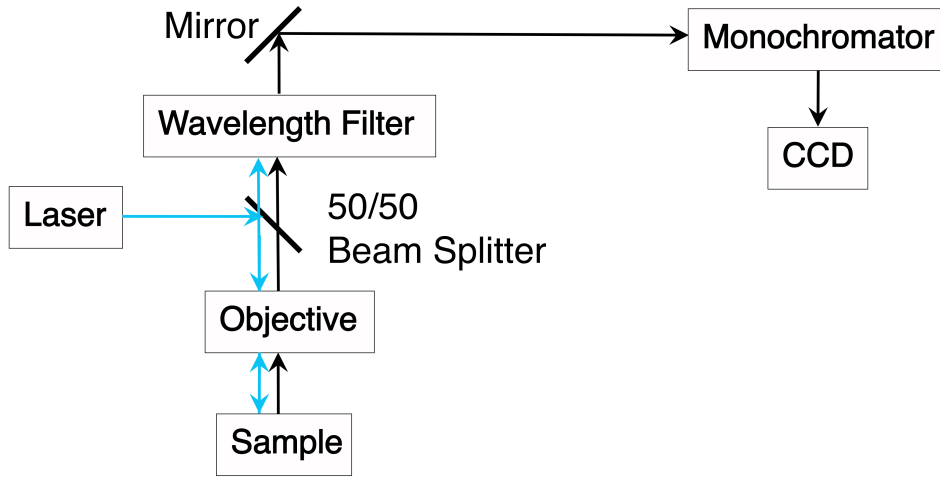 Mirror
Monochromator
Wavelength Filter
CCD
Laser
50/50
Beam Splitter
Objective
Sample